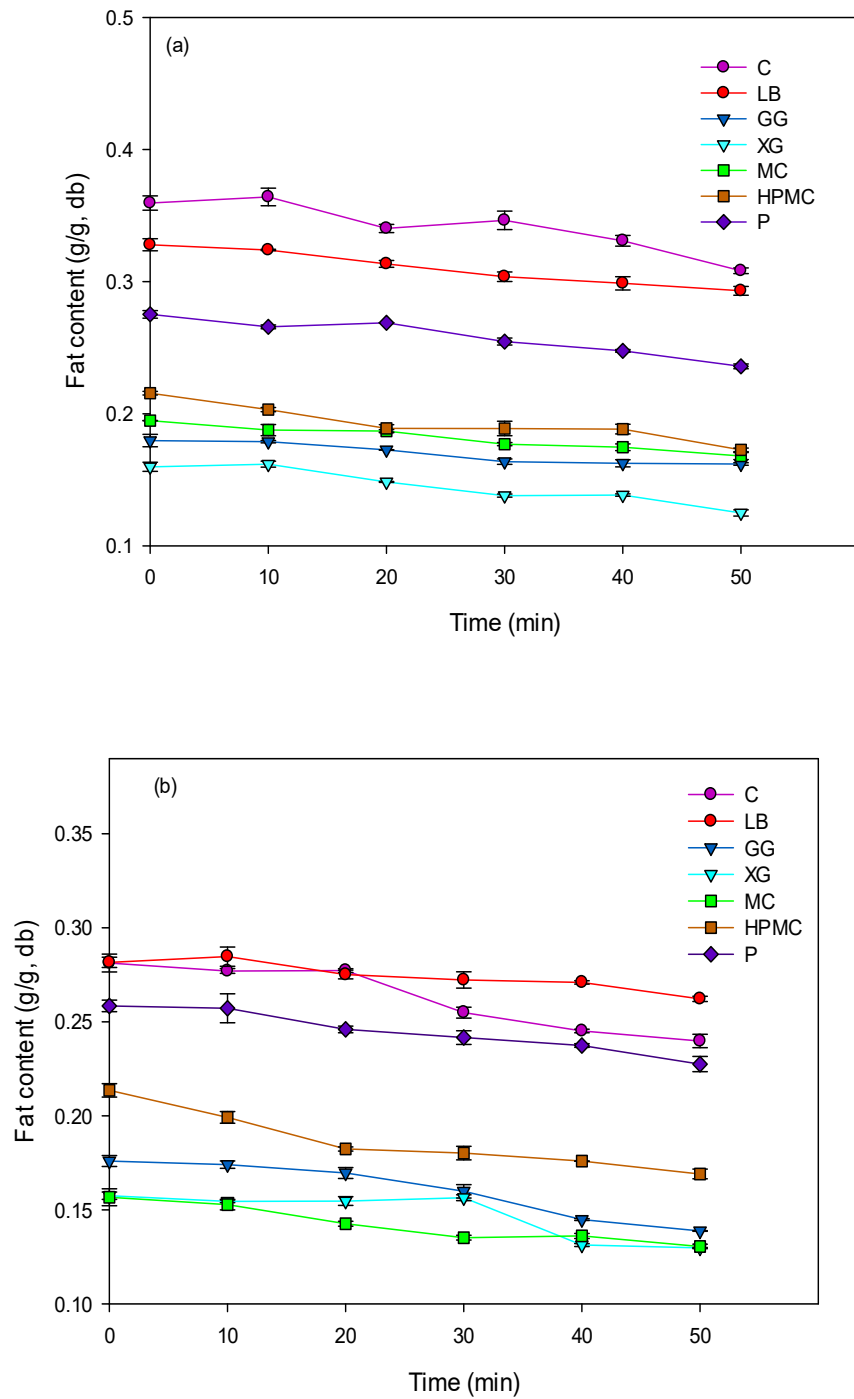 0.5
(a)
C
LB
GG
XG
MC
HPMC
P
0.4
0.3
0.2
0.1
Fat content (g/g, db)
0 10 20 30 40 50
Time (min)
(b)
C
LB
GG
XG
MC
HPMC
P
0.35
0.30
0.25
0.20
0.15
0.10
Fat content (g/g, db)
0 10 20 30 40 50
Time (min)